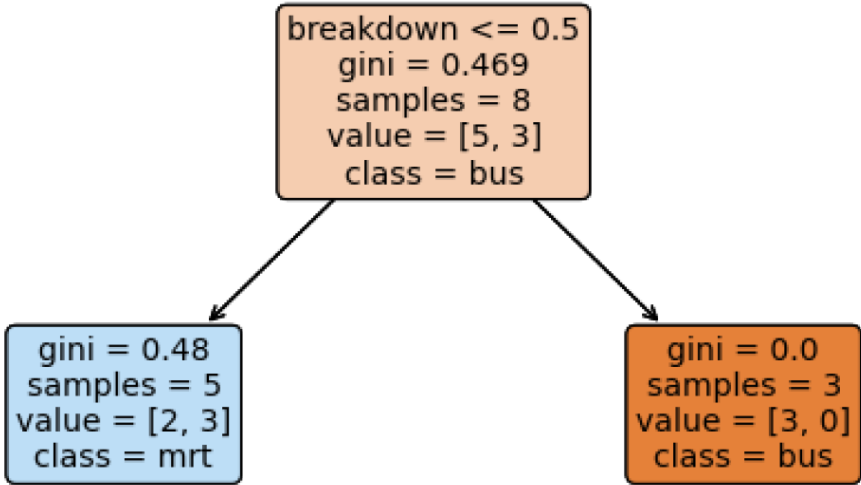 breakdown <= 0.5
gini = 0.469
samples = 8
value = [5, 3]
class = bus
gini = 0.48
samples = 5
value = [2, 3]
class = mrt
gini = 0.0
samples = 3
value = [3, 0]
class = bus